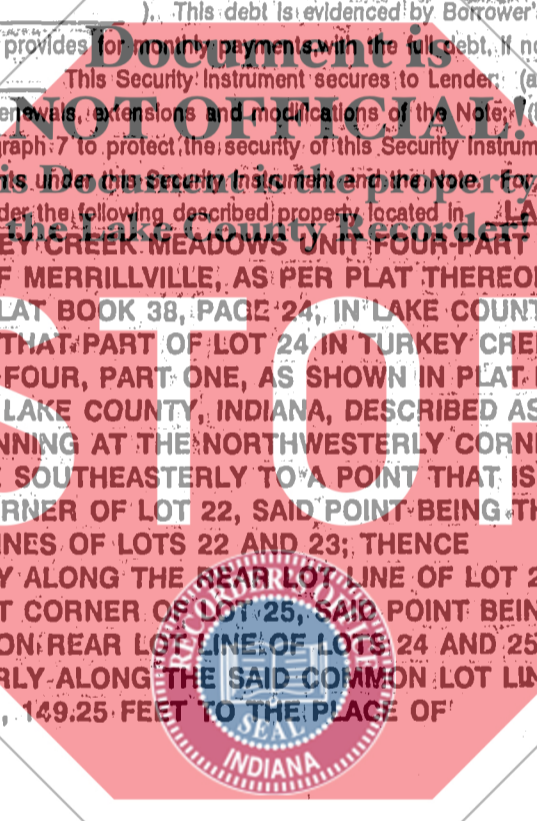 ). This debt is evidenced by Borrower'
provides for monthly payments, with the full debt, if no
Document is
This Security Instrument secures to Lender: (a
renewals, extensions and modifications of the Note;
NOT OFFICIAL!
graph 7 to protect the security of this Security Instrum
under this Security Instrument and the Note. For
is Document is the property
der the following described property located in LA
the Lake County Recorder!
EY CREEK MEADOWS UNIT FOUR PART
F MERRILLVILLE, AS PER PLAT THEREO
LAT BOOK 38, PAGE 24, IN LAKE COUNT
THAT PART OF LOT 24 IN TURKEY CREE
FOUR, PART ONE, AS SHOWN IN PLAT
LAKE COUNTY, INDIANA, DESCRIBED AS
STOP
NNING AT THE NORTHWESTERLY CORN
SOUTHEASTERLY TO A POINT THAT IS
RNER OF LOT 22, SAID POINT BEING TH
INES OF LOTS 22 AND 23; THENCE
Y ALONG THE REAR LOT LINE OF LOT 2
T CORNER OF LOT 25, SAID POINT BEIN
ON REAR LOT LINE OF LOTS 24 AND 25
RLY ALONG THE SAID COMMON LOT LIN
, 149.25 FEET TO THE PLACE OF
RECORDER'S OFFICE
SEAL
INDIANA